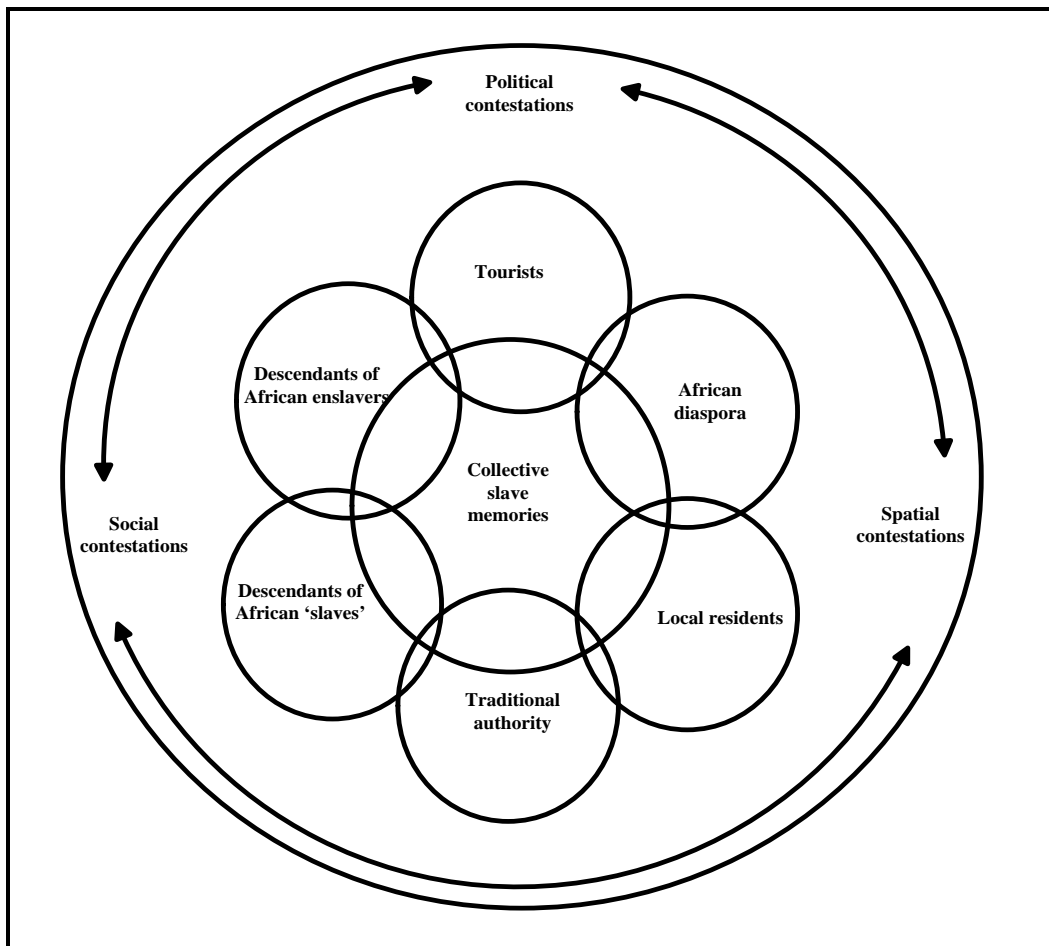 Political
contestations
Tourists
Descendants of
African enslavers
African
diaspora
Collective
slave
memories
Social
contestations
Spatial
contestations
Descendants of
African ‘slaves’
Local residents
Traditional
authority